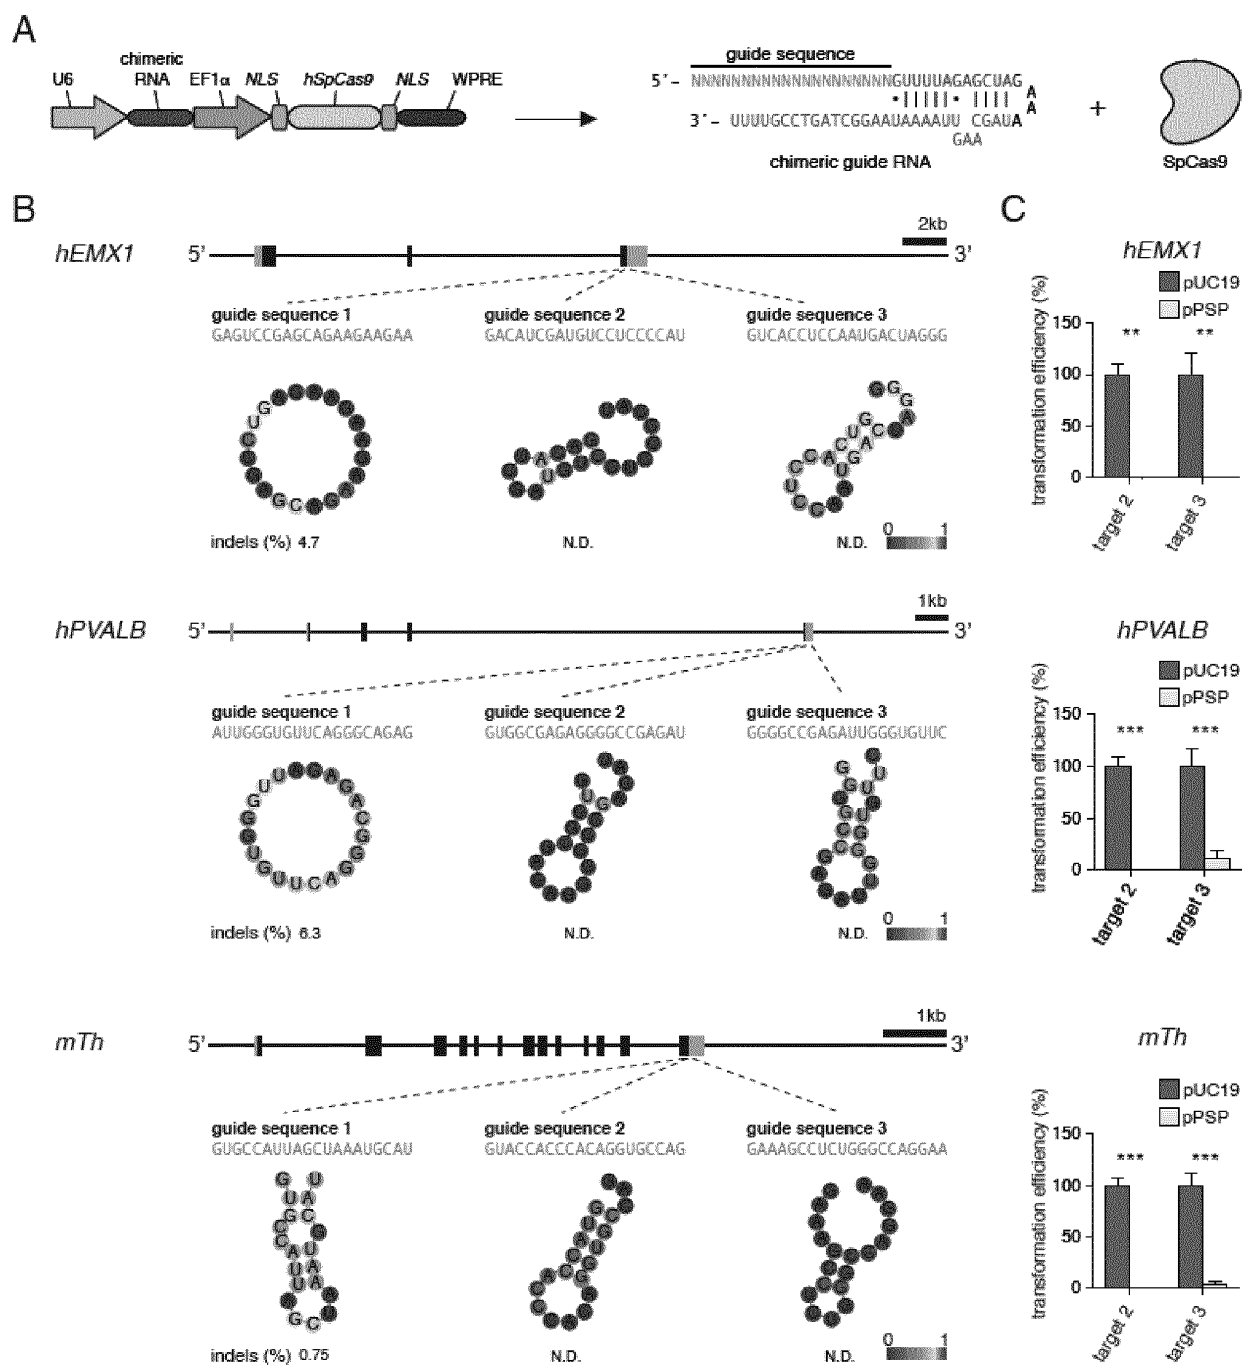 A
U6
chimeric
RNA
EF1α
NLS
hSpCas9
NLS
WPRE
guide sequence
5'- NNNNNNNNNNNNNNNNNNNNGUUUUAGAGCUAG
A
A
3'- UUUUGCCTGATCGGAAUAAAAUU CGAUA
GAA
chimeric guide RNA
+
SpCas9
B
hEMX1
5'
3'
2kb
guide sequence 1
GAGUCCGAGCAGAAGAAGAA
guide sequence 2
GACAUCGAUGUCCUCCCCAU
guide sequence 3
GUCACCUCCAAUGACUAGGG
indels (%) 4.7
N.D.
N.D.
0 1
hPVALB
5'
3'
1kb
guide sequence 1
AUUGGGUGUUCAGGGCAGAG
guide sequence 2
GUGGCGAGAGGGGCCGAGAU
guide sequence 3
GGGGCCGAGAUUGGGUGUUC
indels (%) 6.3
N.D.
N.D.
0 1
mTh
5'
3'
1kb
guide sequence 1
GUGCCAUUAGCUAAAUGCAU
guide sequence 2
GUACCACCCACAGGUGCCAG
guide sequence 3
GAAAGCCUCUGGGCCAGGAA
indels (%) 0.75
N.D.
N.D.
0 1
C
hEMX1
pUC19
pPSP
transformation efficiency (%)
150
100
50
0
** **
target 2
target 3
hPVALB
pUC19
pPSP
transformation efficiency (%)
150
100
50
0
*** ***
target 2
target 3
mTh
pUC19
pPSP
transformation efficiency (%)
150
100
50
0
*** ***
target 2
target 3